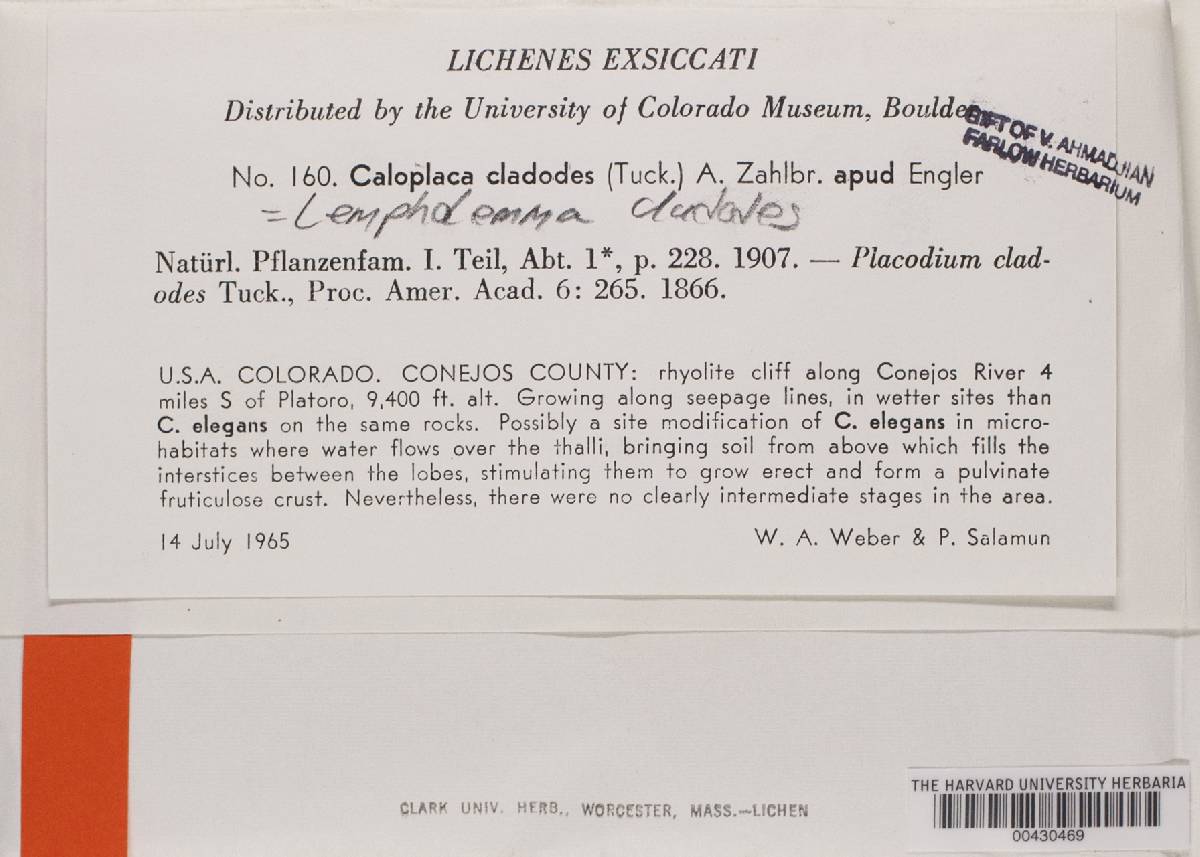 LICHENES EXSICCATI
Distributed by the University of Colorado Museum, Boulde
GIFT OF V. AHMADJIAN
FARLOW HERBARIUM
No. 160. Caloplaca cladodes (Tuck.) A. Zahlbr. apud Engler
= Lempholemma cladodes
Natürl. Pflanzenfam. I. Teil, Abt. 1*, p. 228. 1907. — Placodium clad-
odes Tuck., Proc. Amer. Acad. 6: 265. 1866.
U.S.A. COLORADO. CONEJOS COUNTY: rhyolite cliff along Conejos River 4
miles S of Platoro, 9,400 ft. alt. Growing along seepage lines, in wetter sites than
C. elegans on the same rocks. Possibly a site modification of C. elegans in micro-
habitats where water flows over the thalli, bringing soil from above which fills the
interstices between the lobes, stimulating them to grow erect and form a pulvinate
fruticulose crust. Nevertheless, there were no clearly intermediate stages in the area.
14 July 1965 W. A. Weber & P. Salamun
CLARK UNIV. HERB., WORCESTER, MASS.—LICHEN
THE HARVARD UNIVERSITY HERBARIA
00430469